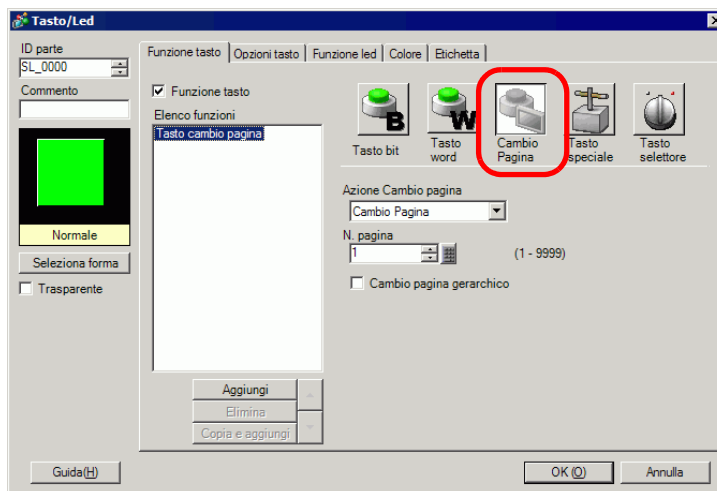 Tasto/Led
ID parte
SL_0000
Commento
Normale
Seleziona forma
Trasparente
Funzione tasto
Opzioni tasto
Funzione led
Colore
Etichetta
Funzione tasto
Elenco funzioni
Tasto cambio pagina
Aggiungi
Elimina
Copia e aggiungi
B
Tasto bit
W
Tasto
word
Cambio
Pagina
Tasto
speciale
Tasto
selettore
Azione Cambio pagina
Cambio Pagina
N. pagina
1
(1 - 9999)
Cambio pagina gerarchico
Guida(H)
OK (O)
Annulla